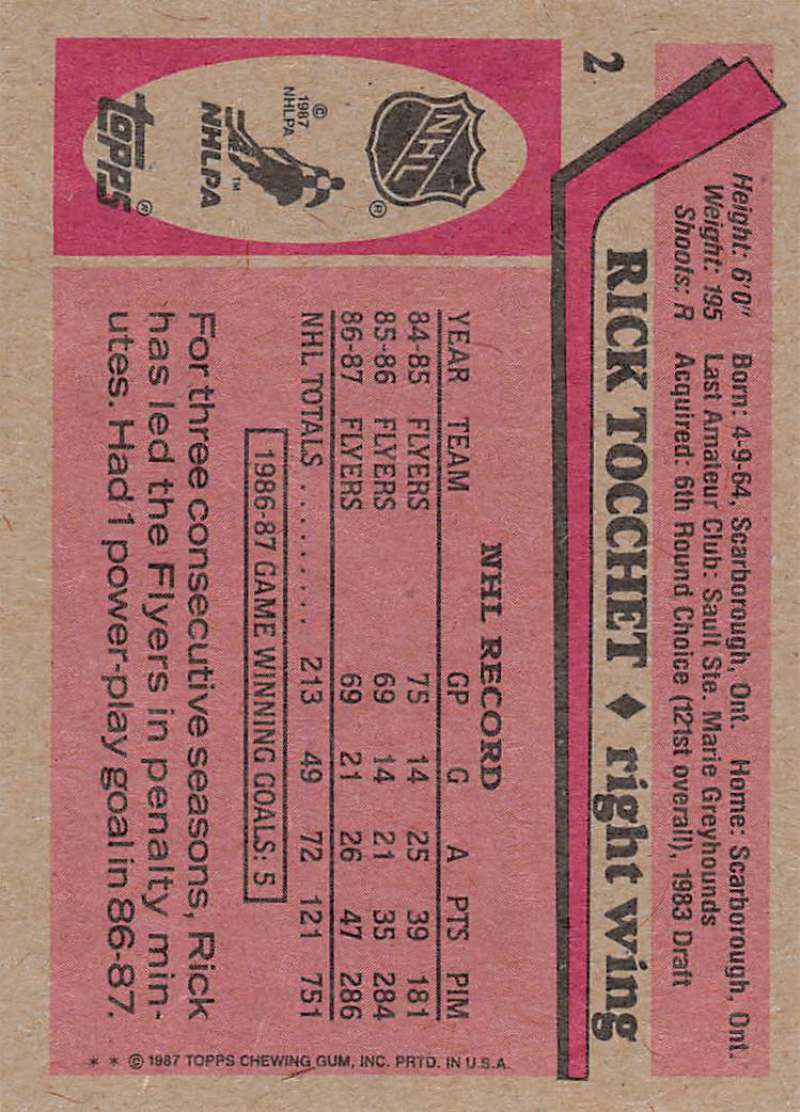 2
Height: 6'0" Born: 4-9-64, Scarborough, Ont. Home: Scarborough, Ont.
Weight: 195 Last Amateur Club: Sault Ste. Marie Greyhounds
Shoots: R Acquired: 6th Round Choice (121st overall), 1983 Draft
RICK TOCCHET ♦ right wing
NHL
®
© 1987
NHLPA
NHLPA
™
TOPPS®
NHL RECORD
YEAR TEAM GP G A PTS PIM
84-85 FLYERS 75 14 25 39 181
85-86 FLYERS 69 14 21 35 284
86-87 FLYERS 69 21 26 47 286
NHL TOTALS .......... 213 49 72 121 751
1986-87 GAME WINNING GOALS: 5
For three consecutive seasons, Rick
has led the Flyers in penalty min-
utes. Had 1 power-play goal in 86-87.
* * © 1987 TOPPS CHEWING GUM, INC. PRTD. IN U.S.A.